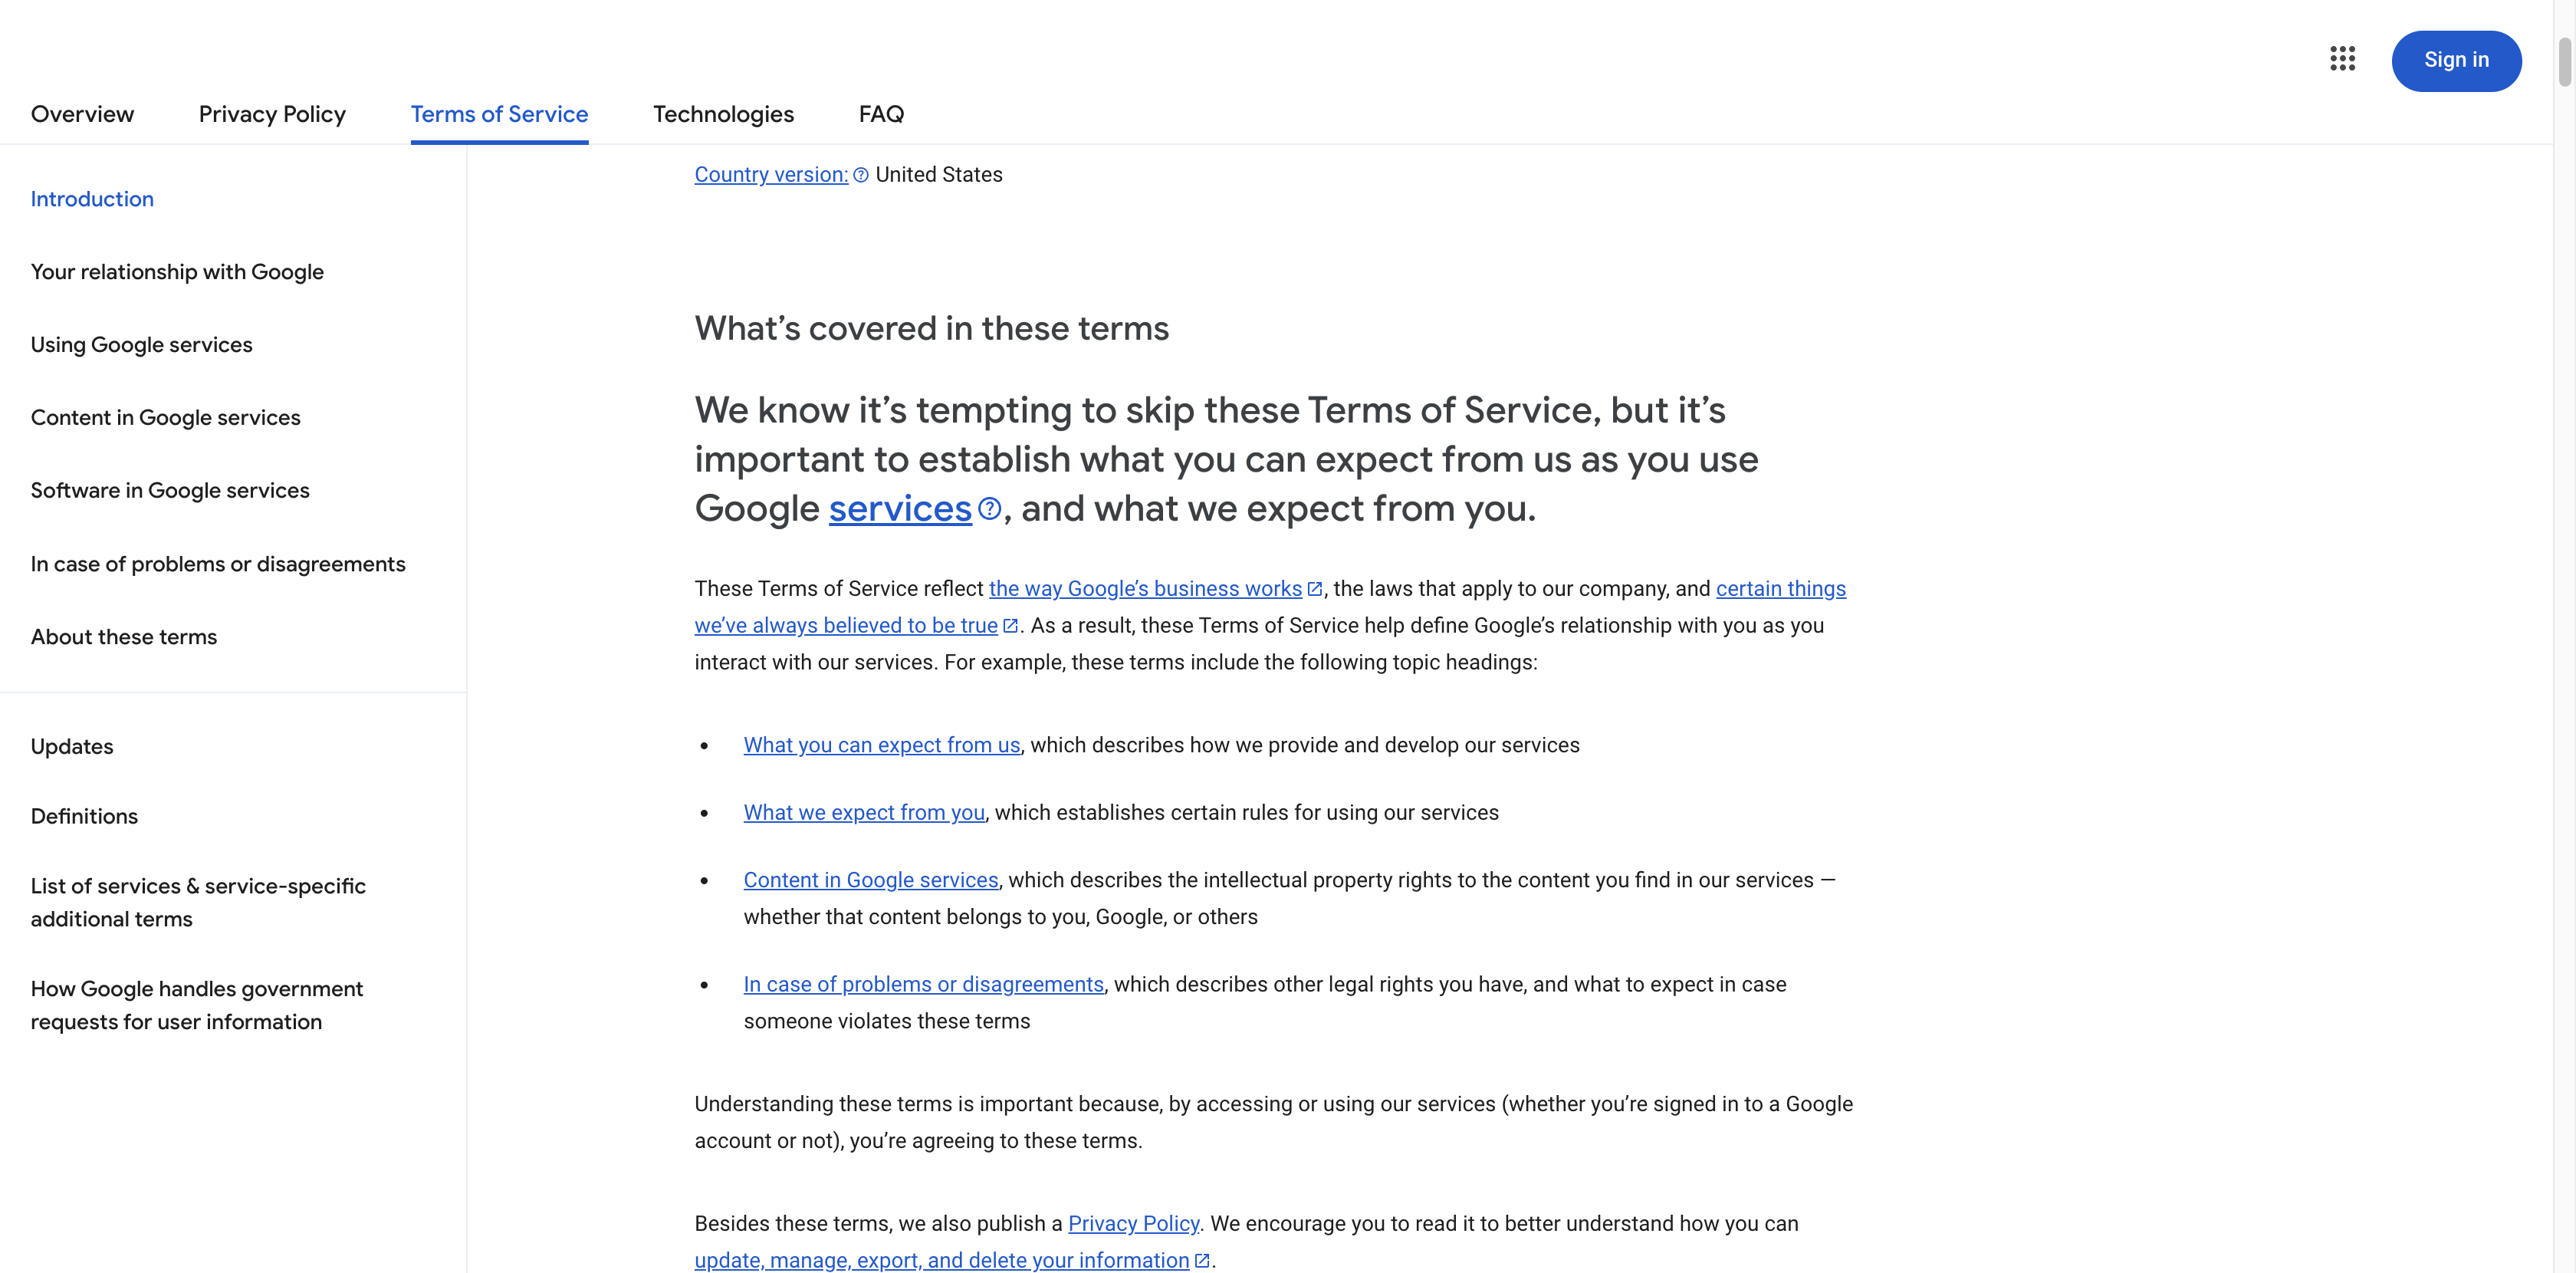 Sign in
Overview
Privacy Policy
Terms of Service
Technologies
FAQ
Introduction
Your relationship with Google
Using Google services
Content in Google services
Software in Google services
In case of problems or disagreements
About these terms
Updates
Definitions
List of services & service-specific
additional terms
How Google handles government
requests for user information
Country version: United States
What’s covered in these terms
We know it’s tempting to skip these Terms of Service, but it’s
important to establish what you can expect from us as you use
Google services, and what we expect from you.
These Terms of Service reflect the way Google’s business works, the laws that apply to our company, and certain things
we’ve always believed to be true. As a result, these Terms of Service help define Google’s relationship with you as you
interact with our services. For example, these terms include the following topic headings:
• What you can expect from us, which describes how we provide and develop our services
• What we expect from you, which establishes certain rules for using our services
• Content in Google services, which describes the intellectual property rights to the content you find in our services —
whether that content belongs to you, Google, or others
• In case of problems or disagreements, which describes other legal rights you have, and what to expect in case
someone violates these terms
Understanding these terms is important because, by accessing or using our services (whether you’re signed in to a Google
account or not), you’re agreeing to these terms.
Besides these terms, we also publish a Privacy Policy. We encourage you to read it to better understand how you can
update, manage, export, and delete your information.